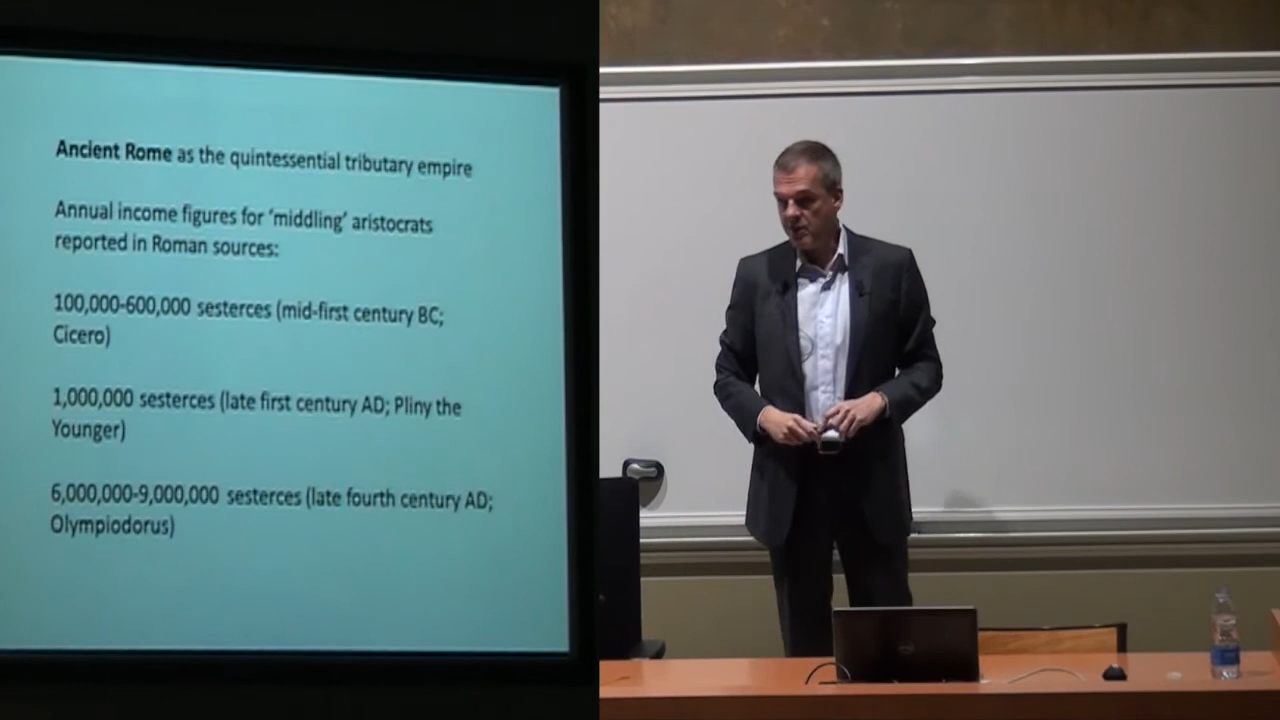 Ancient Rome as the quintessential tributary empire
Annual income figures for ‘middling’ aristocrats
reported in Roman sources:
100,000-600,000 sesterces (mid-first century BC;
Cicero)
1,000,000 sesterces (late first century AD; Pliny the
Younger)
6,000,000-9,000,000 sesterces (late fourth century AD;
Olympiodorus)